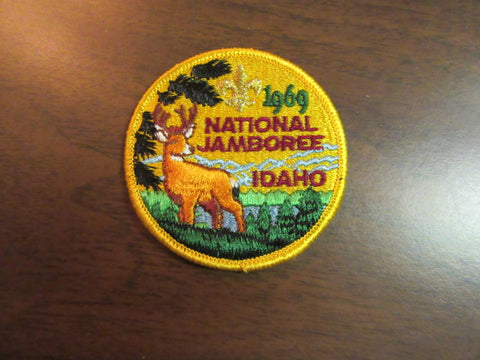 1969
NATIONAL
JAMBOREE
IDAHO